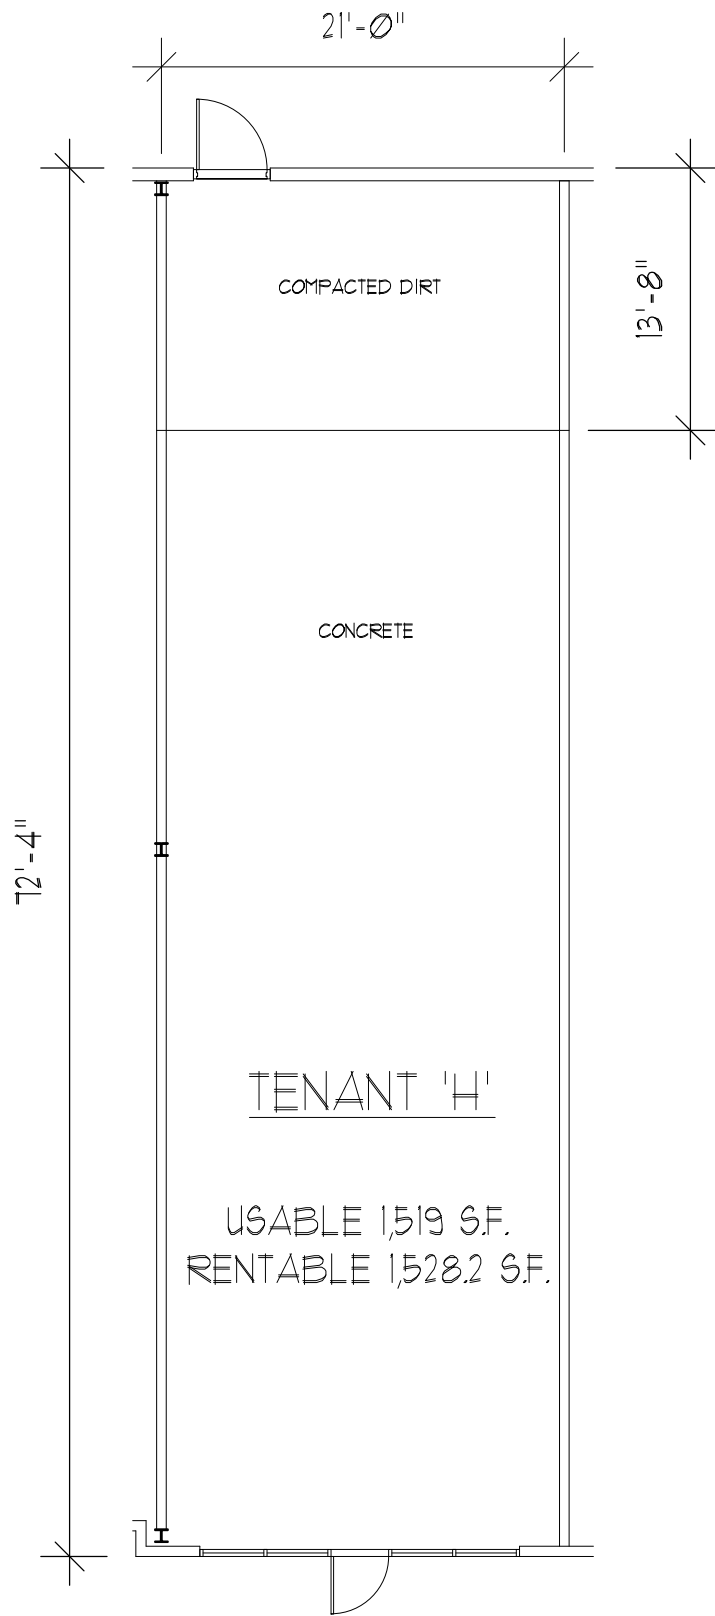 21'-0"
COMPACTED DIRT
13'-8"
CONCRETE
72'-4"
TENANT 'H'
USABLE 1,519 S.F.
RENTABLE 1,528.2 S.F.